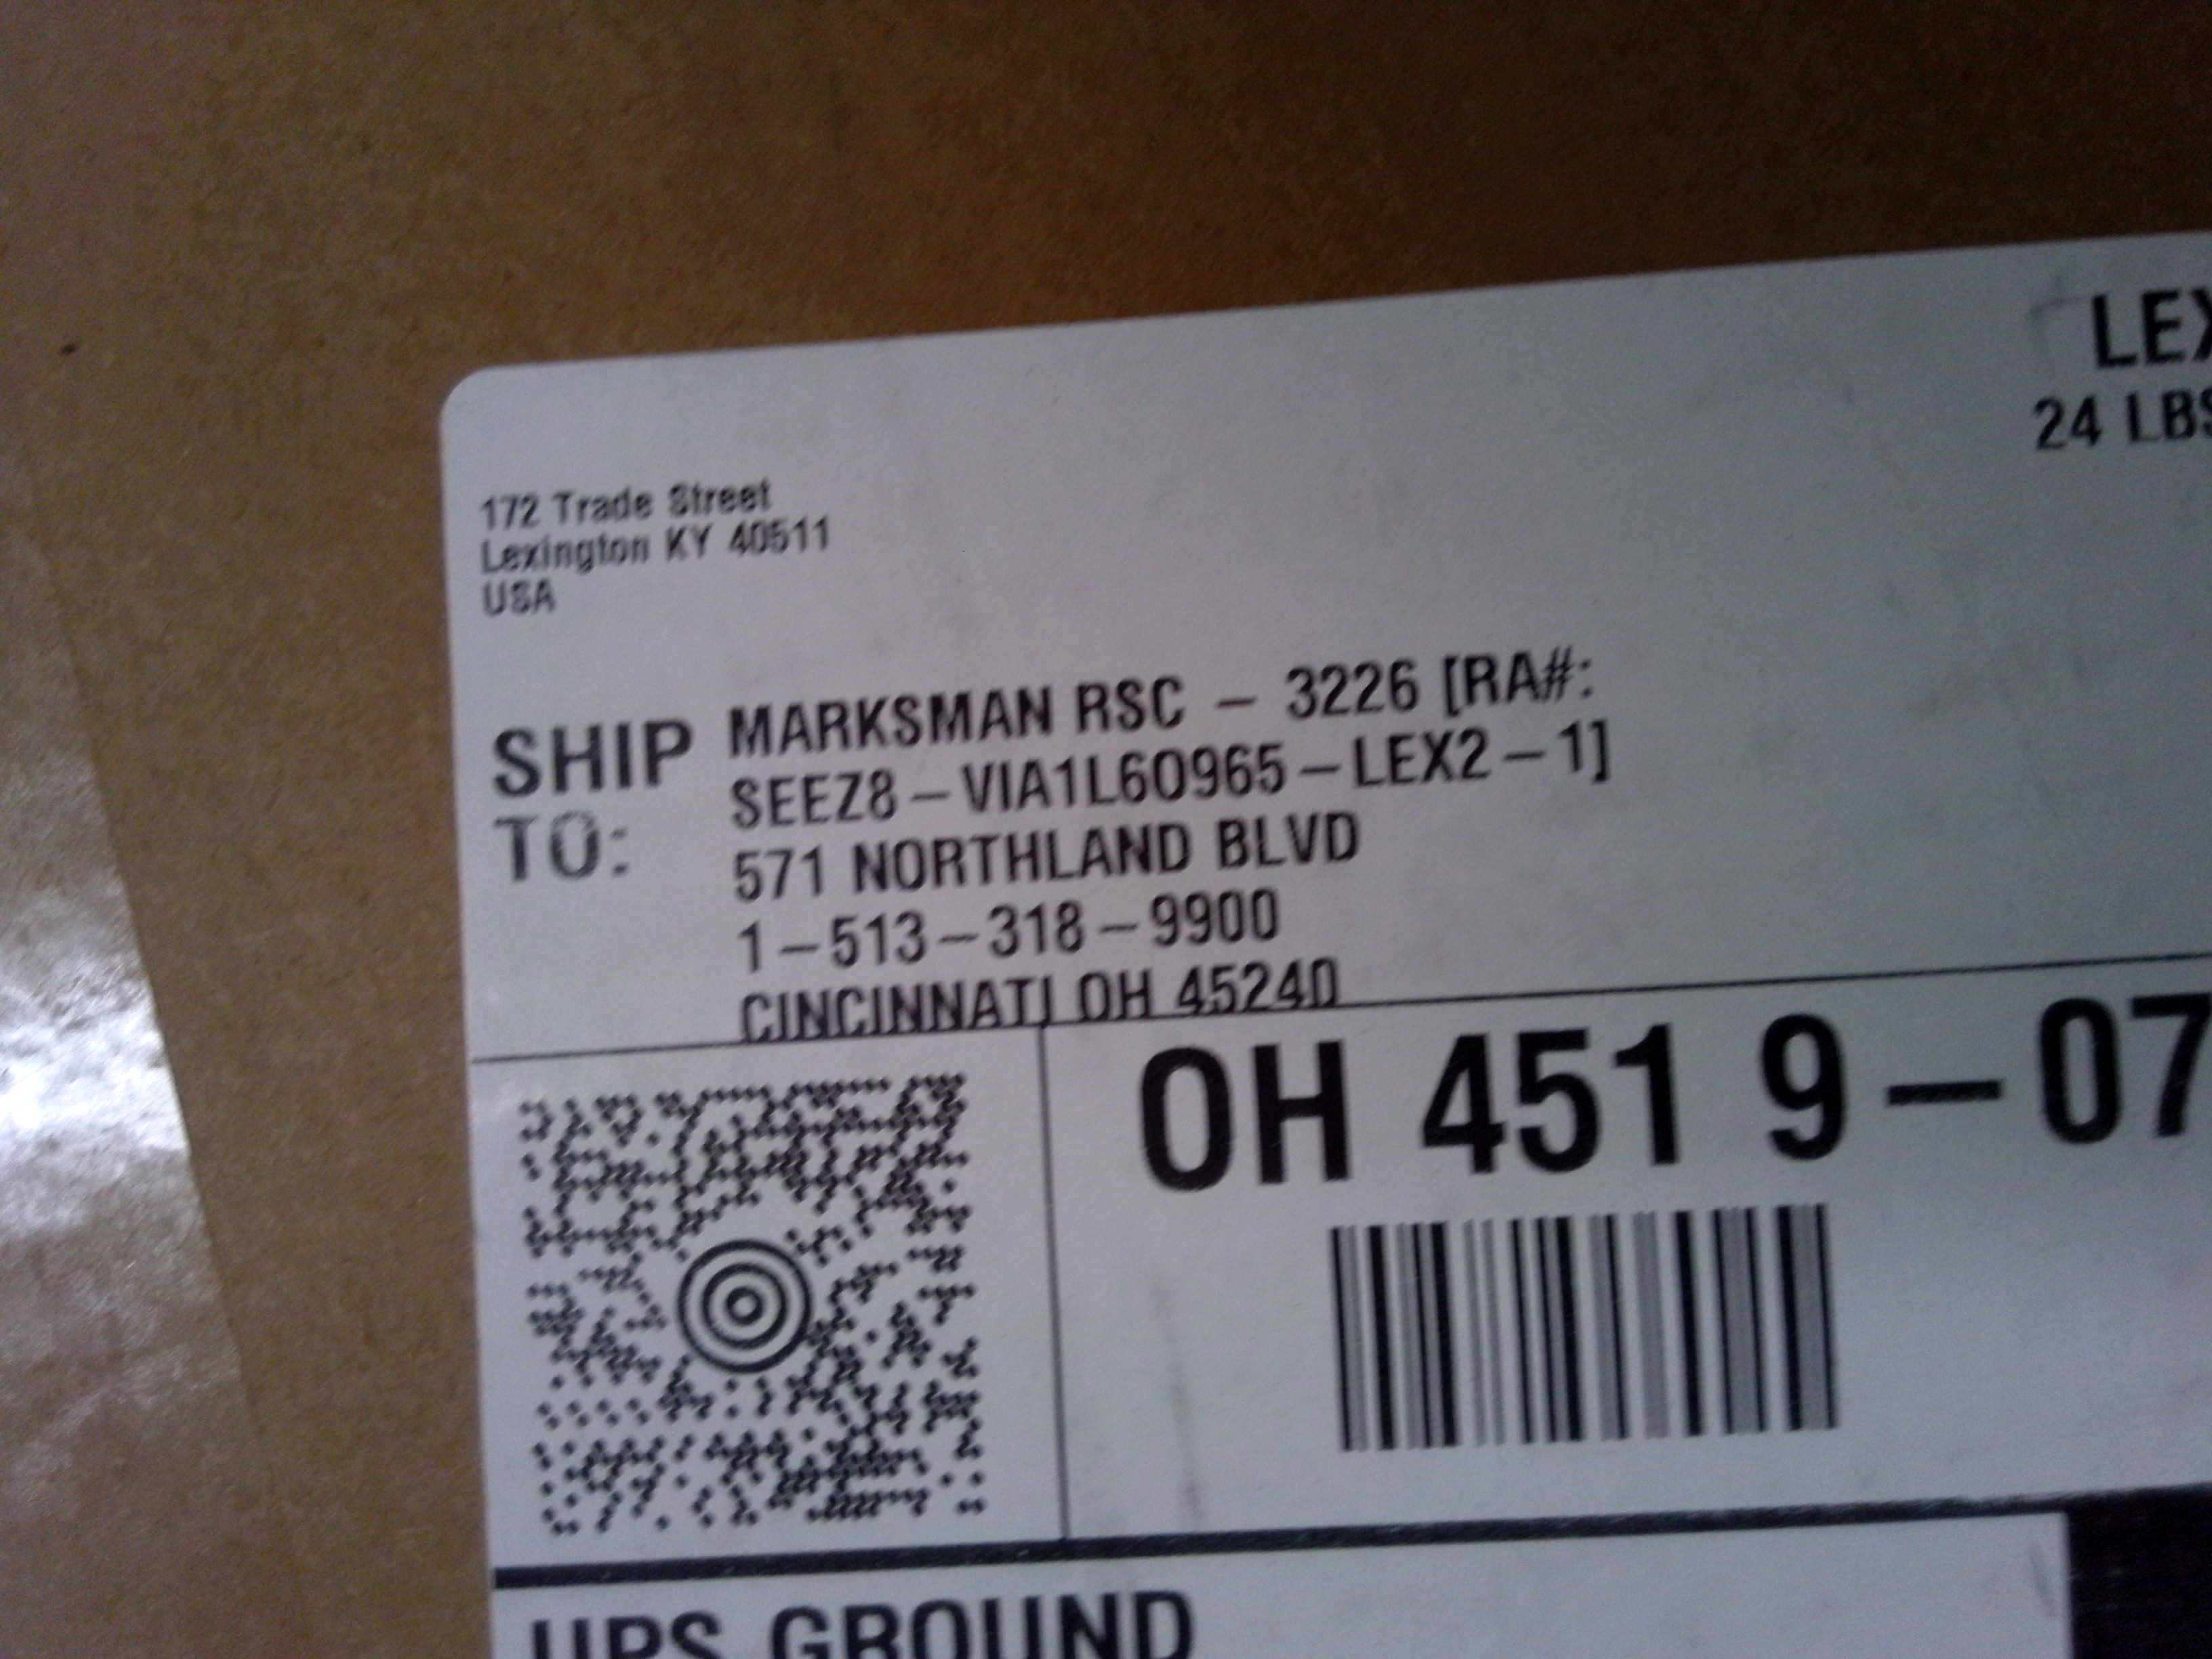 LEX
24 LBS
172 Trade Street
Lexington KY 40511
USA
SHIP TO:
MARKSMAN RSC - 3226 [RA#:
SEEZ8-VIA1L60965-LEX2-1]
571 NORTHLAND BLVD
1-513-318-9900
CINCINNATI OH 45240
OH 451 9-07
UPS GROUND